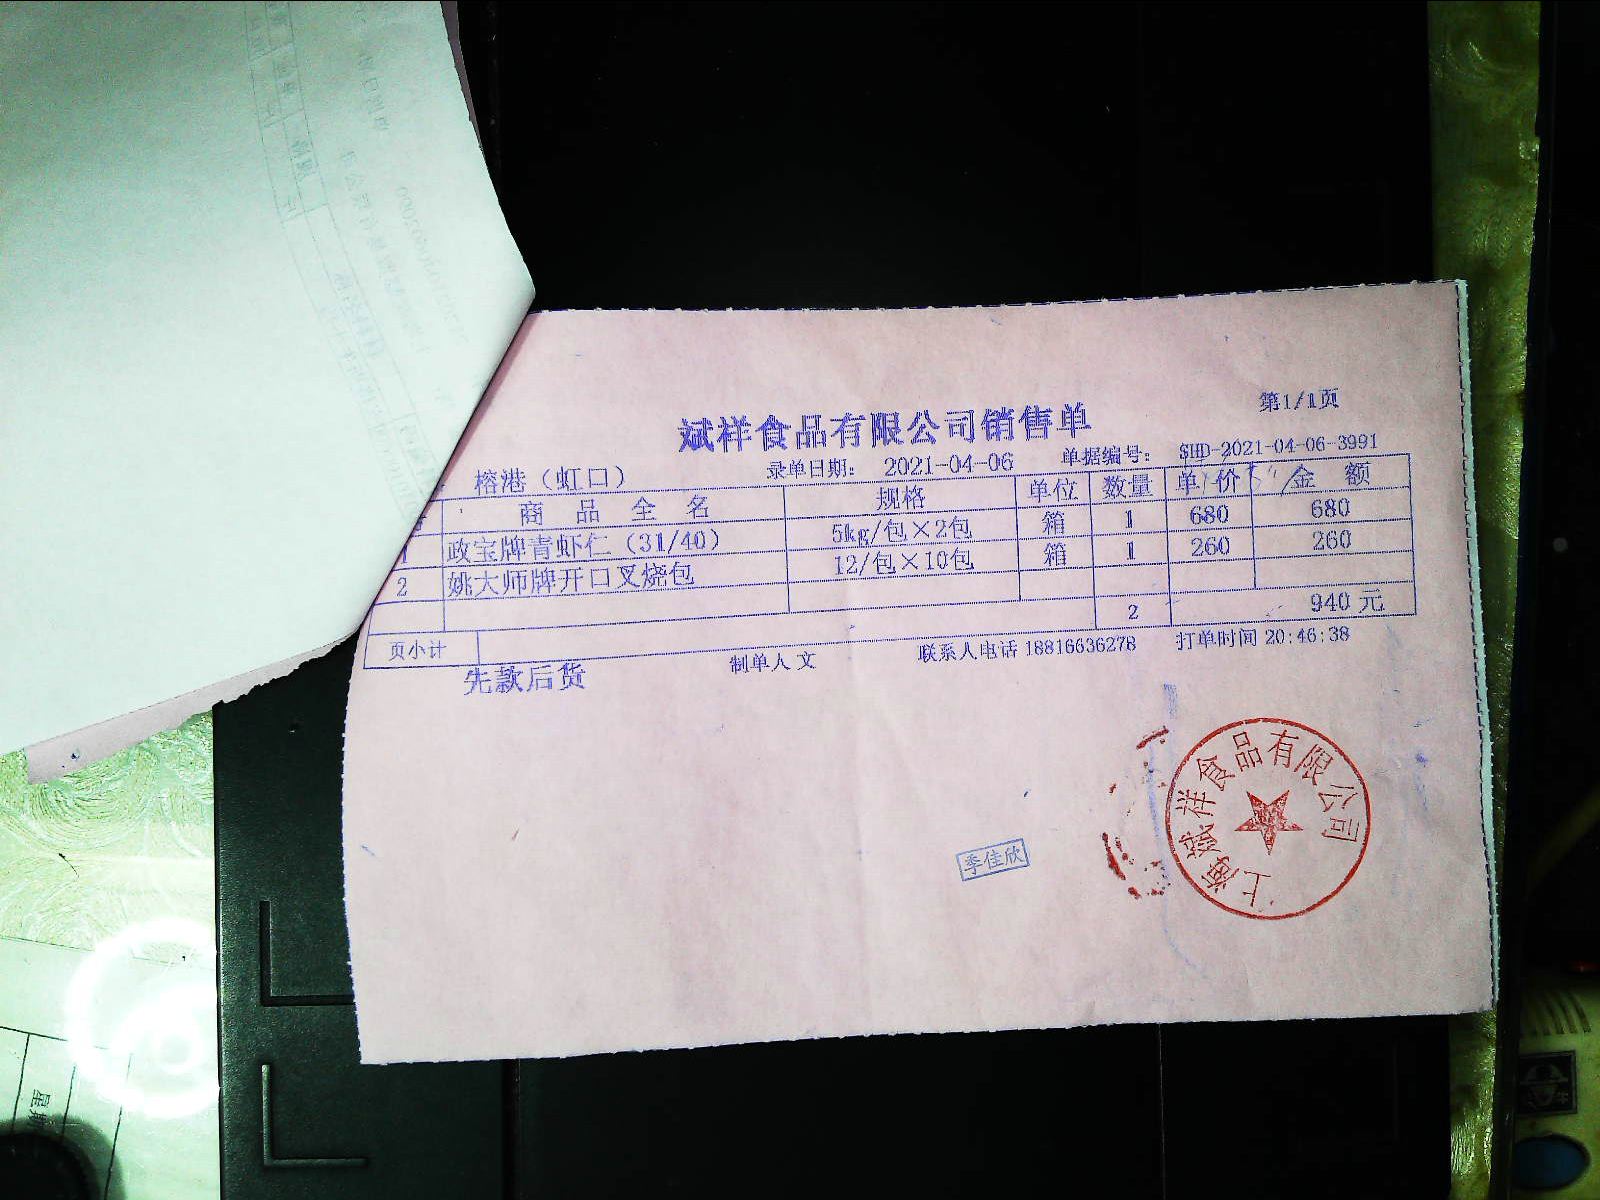 斌祥食品有限公司销售单
第1/1页
榕港（虹口） 录单日期： 2021-04-06 单据编号： SHD-2021-04-06-3991
商 品 全 名 规格 单位 数量 单 价 金 额
1 政宝牌青虾仁（31/40） 5kg/包×2包 箱 1 680 680
2 姚大师牌开口叉烧包 12/包×10包 箱 1 260 260
页小计 2 940 元
先款后货 制单人 文 联系人电话 18816636278 打单时间 20:46:38
上海斌祥食品有限公司
季佳欣